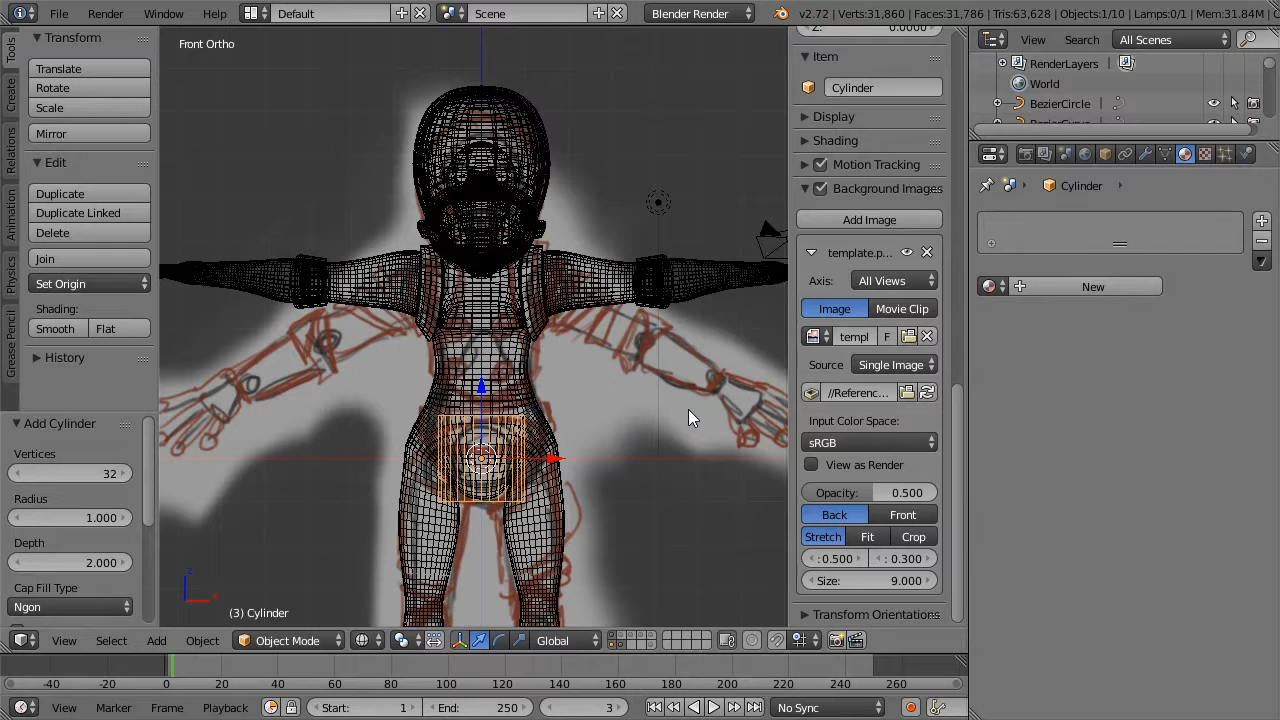 File Render Window Help Default Scene Blender Render v2.72 | Verts:31,860 | Faces:31,786 | Tris:63,628 | Objects:1/10 | Lamps:0/1 | Mem:31.84M |
Tools
Create
Relations
Animation
Physics
Grease Pencil
Transform
Translate
Rotate
Scale
Mirror
Edit
Duplicate
Duplicate Linked
Delete
Join
Set Origin
Shading:
Smooth Flat
History
Add Cylinder
Vertices
32
Radius
1.000
Depth
2.000
Cap Fill Type
Ngon
Front Ortho
z
x
(3) Cylinder
Z: 0.0000
Item
Cylinder
Display
Shading
Motion Tracking
Background Images
Add Image
template.p...
Axis: All Views
Image Movie Clip
templ F
Source Single Image
//Referenc...
Input Color Space:
sRGB
View as Render
Opacity: 0.500
Back Front
Stretch Fit Crop
:0.500 : 0.300
Size: 9.000
Transform Orientations
View Search All Scenes
RenderLayers
World
BezierCircle
Cylinder
New
View Select Add Object Object Mode Global
-40 -20 0 20 40 60 80 100 120 140 160 180 200 220 240 260
View Marker Frame Playback Start: 1 End: 250 3 No Sync